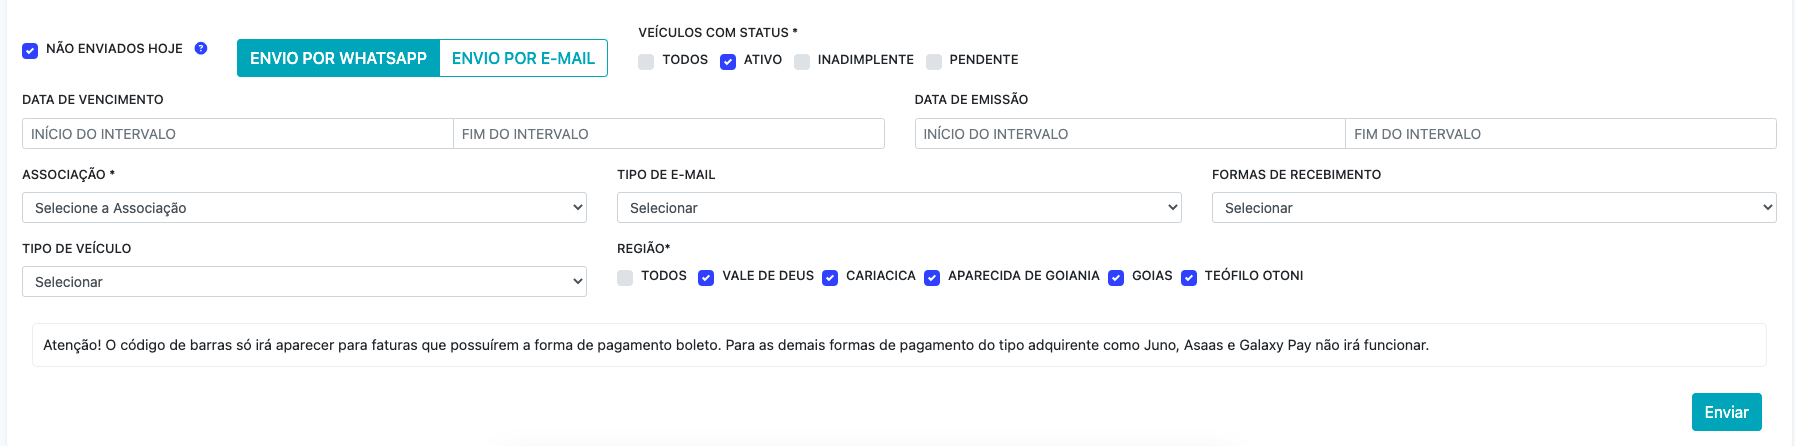 NÃO ENVIADOS HOJE ?
ENVIO POR WHATSAPP ENVIO POR E-MAIL
VEÍCULOS COM STATUS *
TODOS ATIVO INADIMPLENTE PENDENTE
DATA DE VENCIMENTO
INÍCIO DO INTERVALO FIM DO INTERVALO
DATA DE EMISSÃO
INÍCIO DO INTERVALO FIM DO INTERVALO
ASSOCIAÇÃO *
Selecione a Associação
TIPO DE E-MAIL
Selecionar
FORMAS DE RECEBIMENTO
Selecionar
TIPO DE VEÍCULO
Selecionar
REGIÃO*
TODOS VALE DE DEUS CARIACICA APARECIDA DE GOIANIA GOIAS TEÓFILO OTONI
Atenção! O código de barras só irá aparecer para faturas que possuírem a forma de pagamento boleto. Para as demais formas de pagamento do tipo adquirente como Juno, Asaas e Galaxy Pay não irá funcionar.
Enviar